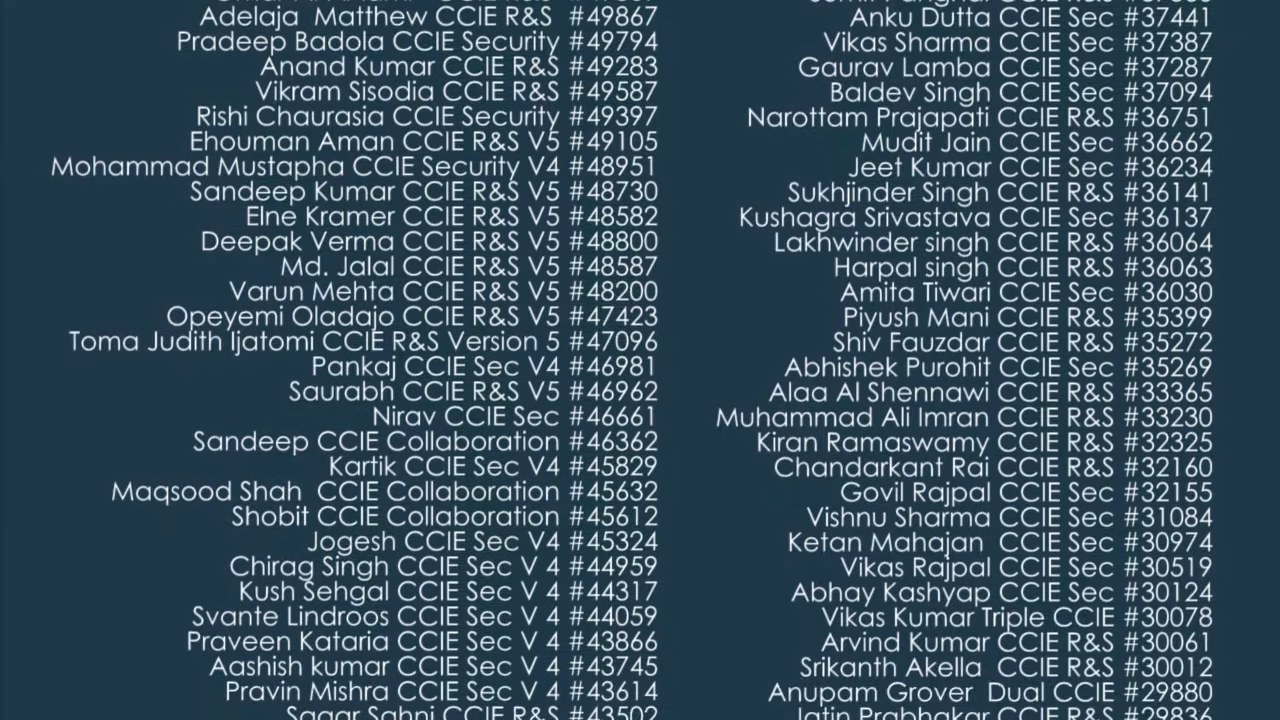 Adelaja  Matthew CCIE R&S  #49867
Pradeep Badola CCIE Security #49794
Anand Kumar CCIE R&S #49283
Vikram Sisodia CCIE R&S #49587
Rishi Chaurasia CCIE Security #49397
Ehouman Aman CCIE R&S V5 #49105
Mohammad Mustapha CCIE Security V4 #48951
Sandeep Kumar CCIE R&S V5 #48730
Elne Kramer CCIE R&S V5 #48582
Deepak Verma CCIE R&S V5 #48800
Md. Jalal CCIE R&S V5 #48587
Varun Mehta CCIE R&S V5 #48200
Opeyemi Oladajo CCIE R&S V5 #47423
Toma Judith Ijatomi CCIE R&S Version 5 #47096
Pankaj CCIE Sec V4 #46981
Saurabh CCIE R&S V5 #46962
Nirav CCIE Sec #46661
Sandeep CCIE Collaboration #46362
Kartik CCIE Sec V4 #45829
Maqsood Shah  CCIE Collaboration #45632
Shobit CCIE Collaboration #45612
Jogesh CCIE Sec V4 #45324
Chirag Singh CCIE Sec V 4 #44959
Kush Sehgal CCIE Sec V 4 #44317
Svante Lindroos CCIE Sec V 4 #44059
Praveen Kataria CCIE Sec V 4 #43866
Aashish kumar CCIE Sec V 4 #43745
Pravin Mishra CCIE Sec V 4 #43614
Sagar Sahni CCIE R&S #43502
Anku Dutta CCIE Sec #37441
Vikas Sharma CCIE Sec #37387
Gaurav Lamba CCIE Sec #37287
Baldev Singh CCIE Sec #37094
Narottam Prajapati CCIE R&S #36751
Mudit Jain CCIE Sec #36662
Jeet Kumar CCIE Sec #36234
Sukhjinder Singh CCIE R&S #36141
Kushagra Srivastava CCIE Sec #36137
Lakhwinder singh CCIE R&S #36064
Harpal singh CCIE R&S #36063
Amita Tiwari CCIE Sec #36030
Piyush Mani CCIE R&S #35399
Shiv Fauzdar CCIE R&S #35272
Abhishek Purohit CCIE Sec #35269
Alaa Al Shennawi CCIE R&S #33365
Muhammad Ali Imran CCIE R&S #33230
Kiran Ramaswamy CCIE R&S #32325
Chandarkant Rai CCIE R&S #32160
Govil Rajpal CCIE Sec #32155
Vishnu Sharma CCIE Sec #31084
Ketan Mahajan  CCIE Sec #30974
Vikas Rajpal CCIE Sec #30519
Abhay Kashyap CCIE Sec #30124
Vikas Kumar Triple CCIE #30078
Arvind Kumar CCIE R&S #30061
Srikanth Akella  CCIE R&S #30012
Anupam Grover  Dual CCIE #29880
Jatin Prabhakar CCIE R&S #29836